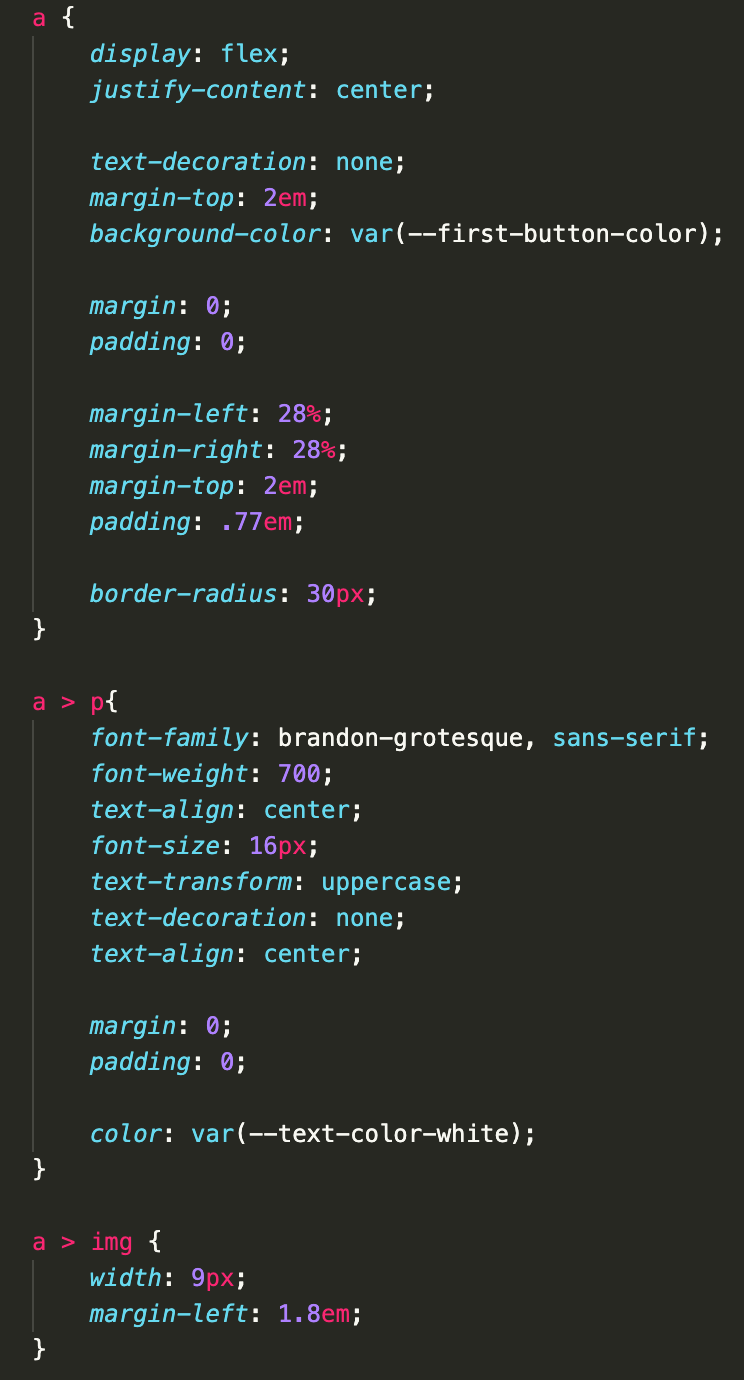 a {
    display: flex;
    justify-content: center;

    text-decoration: none;
    margin-top: 2em;
    background-color: var(--first-button-color);

    margin: 0;
    padding: 0;

    margin-left: 28%;
    margin-right: 28%;
    margin-top: 2em;
    padding: .77em;

    border-radius: 30px;
}

a > p{
    font-family: brandon-grotesque, sans-serif;
    font-weight: 700;
    text-align: center;
    font-size: 16px;
    text-transform: uppercase;
    text-decoration: none;
    text-align: center;

    margin: 0;
    padding: 0;

    color: var(--text-color-white);
}

a > img {
    width: 9px;
    margin-left: 1.8em;
}